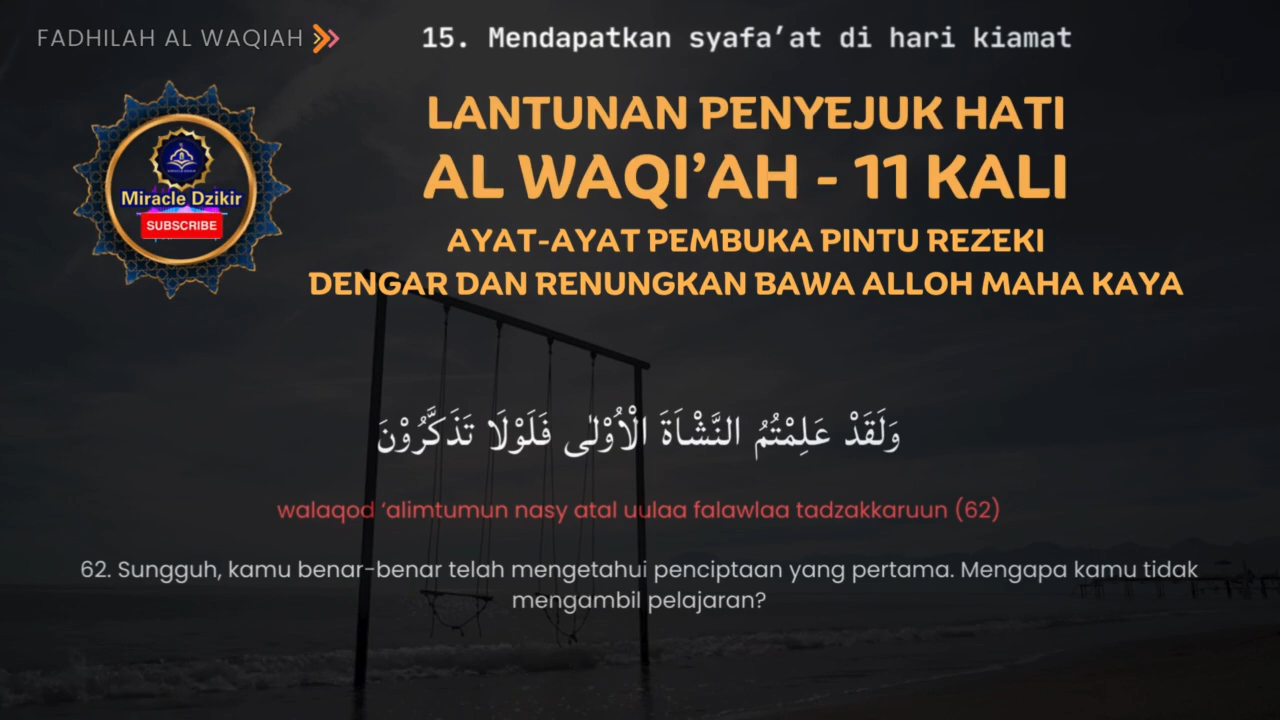 FADHILAH AL WAQIAH
15. Mendapatkan syafa’at di hari kiamat
LANTUNAN PENYEJUK HATI
AL WAQI’AH - 11 KALI
AYAT-AYAT PEMBUKA PINTU REZEKI
DENGAR DAN RENUNGKAN BAWA ALLOH MAHA KAYA
Miracle Dzikir
SUBSCRIBE
وَلَقَدْ عَلِمْتُمُ النَّشْاَةَ الْاُوْلٰى فَلَوْلَا تَذَكَّرُوْنَ
walaqod ‘alimtumun nasy atal uulaa falawlaa tadzakkaruun (62)
62. Sungguh, kamu benar-benar telah mengetahui penciptaan yang pertama. Mengapa kamu tidak
mengambil pelajaran?